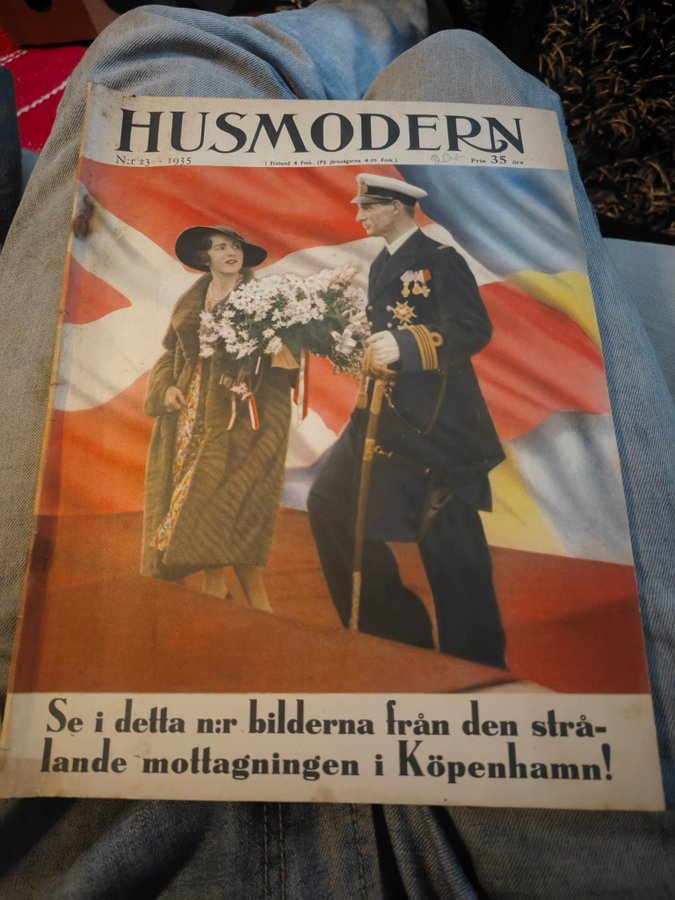 HUSMODERN
N:r 23 - 1935 I Finland 4 Fmk. (På järnvägarna 4:10 Fmk.) Pris 35 öre
Se i detta n:r bilderna från den strå-
lande mottagningen i Köpenhamn!